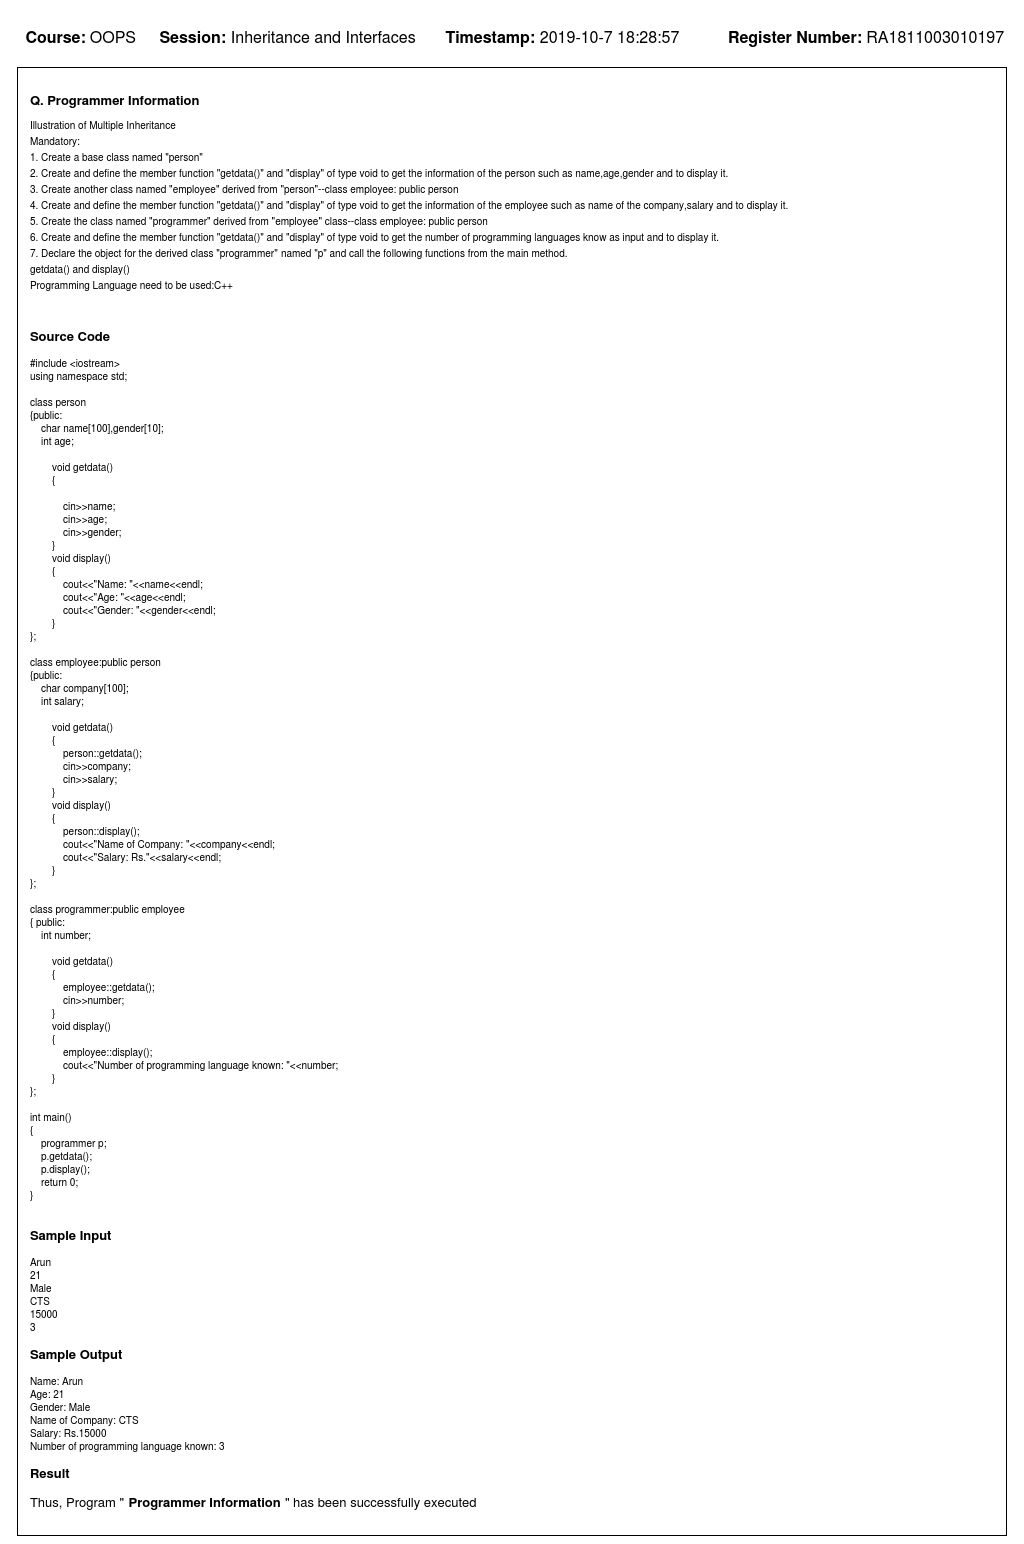 Course: OOPS Session: Inheritance and Interfaces Timestamp: 2019-10-7 18:28:57 Register Number: RA1811003010197
Q. Programmer Information
Illustration of Multiple Inheritance
Mandatory:
1. Create a base class named "person"
2. Create and define the member function "getdata()" and "display" of type void to get the information of the person such as name,age,gender and to display it.
3. Create another class named "employee" derived from "person"--class employee: public person
4. Create and define the member function "getdata()" and "display" of type void to get the information of the employee such as name of the company,salary and to display it.
5. Create the class named "programmer" derived from "employee" class--class employee: public person
6. Create and define the member function "getdata()" and "display" of type void to get the number of programming languages know as input and to display it.
7. Declare the object for the derived class "programmer" named "p" and call the following functions from the main method.
getdata() and display()
Programming Language need to be used:C++
Source Code
#include <iostream>
using namespace std;
class person
{public:
char name[100],gender[10];
int age;
void getdata()
{
cin>>name;
cin>>age;
cin>>gender;
}
void display()
{
cout<<"Name: "<<name<<endl;
cout<<"Age: "<<age<<endl;
cout<<"Gender: "<<gender<<endl;
}
};
class employee:public person
{public:
char company[100];
int salary;
void getdata()
{
person::getdata();
cin>>company;
cin>>salary;
}
void display()
{
person::display();
cout<<"Name of Company: "<<company<<endl;
cout<<"Salary: Rs."<<salary<<endl;
}
};
class programmer:public employee
{ public:
int number;
void getdata()
{
employee::getdata();
cin>>number;
}
void display()
{
employee::display();
cout<<"Number of programming language known: "<<number;
}
};
int main()
{
programmer p;
p.getdata();
p.display();
return 0;
}
Sample Input
Arun
21
Male
CTS
15000
3
Sample Output
Name: Arun
Age: 21
Gender: Male
Name of Company: CTS
Salary: Rs.15000
Number of programming language known: 3
Result
Thus, Program " Programmer Information " has been successfully executed